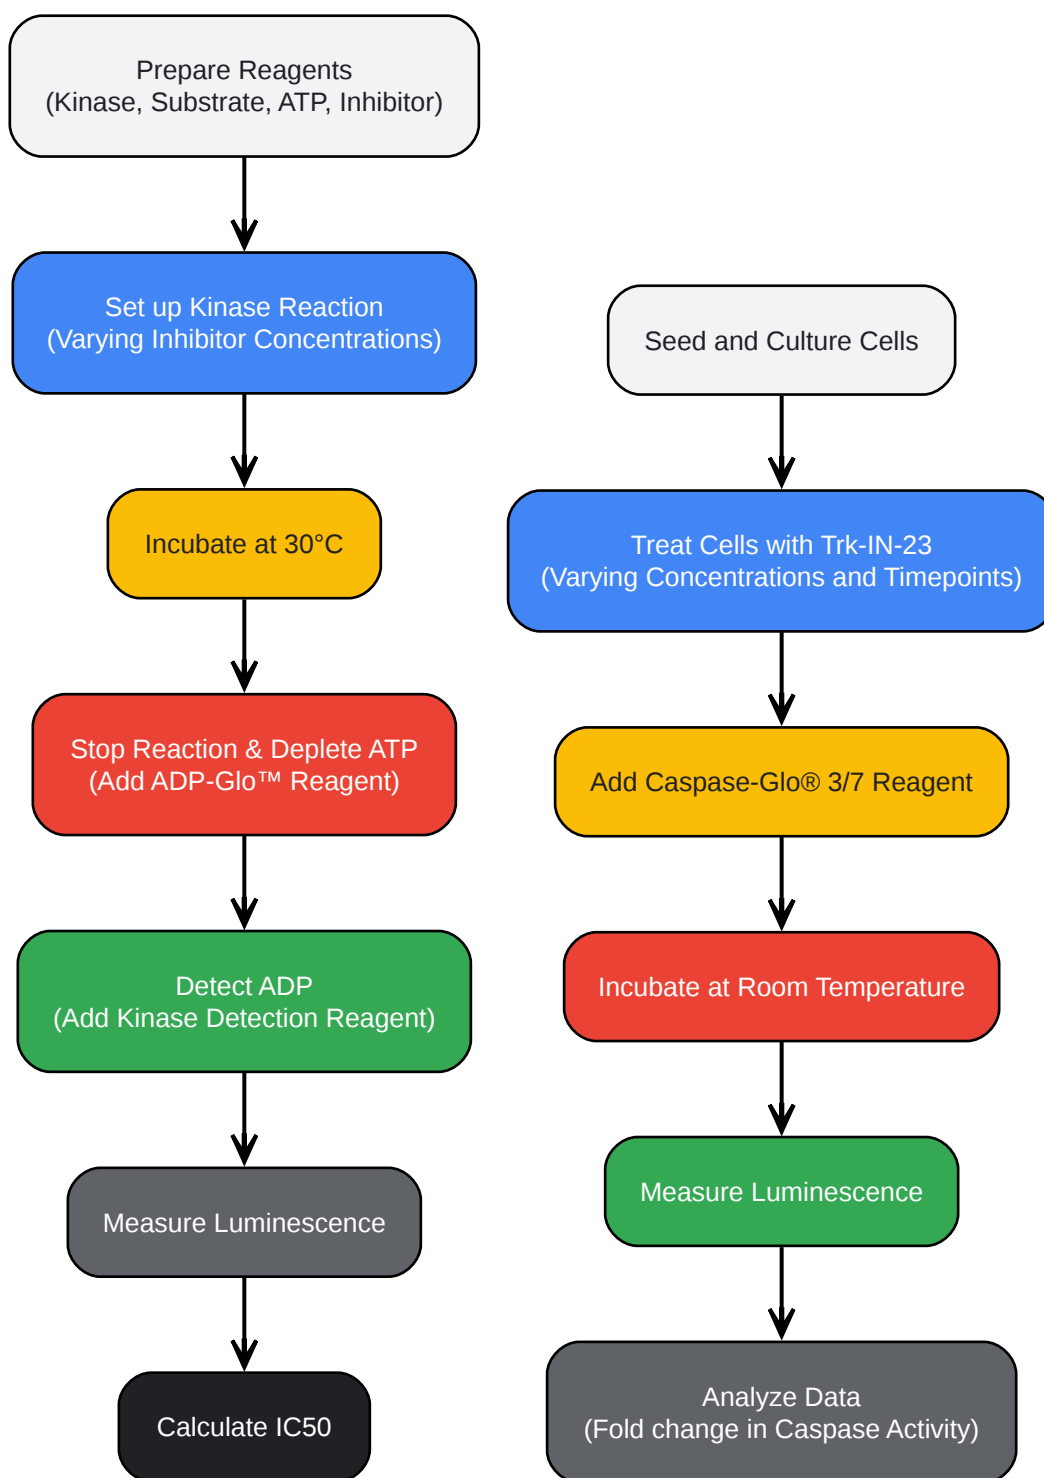 Prepare Reagents
(Kinase, Substrate, ATP, Inhibitor)
Set up Kinase Reaction
(Varying Inhibitor Concentrations)
Incubate at 30°C
Stop Reaction & Deplete ATP
(Add ADP-Glo™ Reagent)
Detect ADP
(Add Kinase Detection Reagent)
Measure Luminescence
Calculate IC50
Seed and Culture Cells
Treat Cells with Trk-IN-23
(Varying Concentrations and Timepoints)
Add Caspase-Glo® 3/7 Reagent
Incubate at Room Temperature
Measure Luminescence
Analyze Data
(Fold change in Caspase Activity)